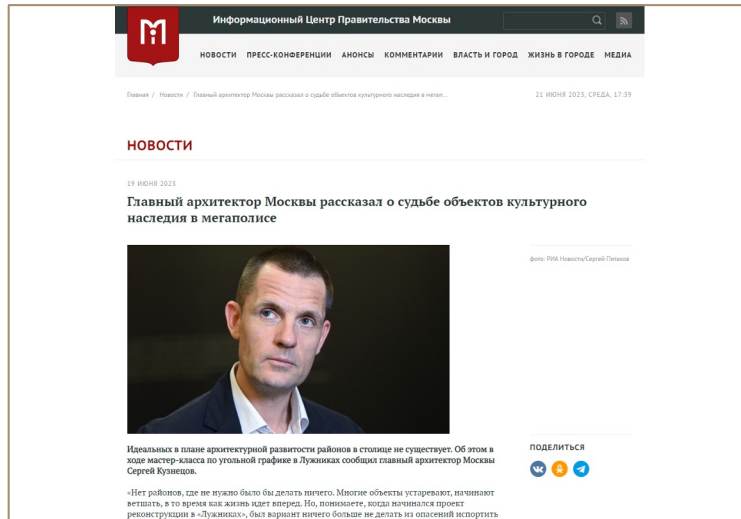 Информационный Центр Правительства Москвы
НОВОСТИ ПРЕСС-КОНФЕРЕНЦИИ АНОНСЫ КОММЕНТАРИИ ВЛАСТЬ И ГОРОД ЖИЗНЬ В ГОРОДЕ МЕДИА
Главная / Новости / Главный архитектор Москвы рассказал о судьбе объектов культурного наследия в мегап...
21 ИЮНЯ 2023, СРЕДА, 17:39
НОВОСТИ
19 ИЮНЯ 2023
Главный архитектор Москвы рассказал о судьбе объектов культурного
наследия в мегаполисе
фото: РИА Новости/Сергей Пятаков
Идеальных в плане архитектурной развитости районов в столице не существует. Об этом в
ходе мастер-класса по угольной графике в Лужниках сообщил главный архитектор Москвы
Сергей Кузнецов.
ПОДЕЛИТЬСЯ
«Нет районов, где не нужно было бы делать ничего. Многие объекты устаревают, начинают
ветшать, в то время как жизнь идет вперед. Но, понимаете, когда начинался проект
реконструкции в «Лужниках», был вариант ничего больше не делать из опасений испортить